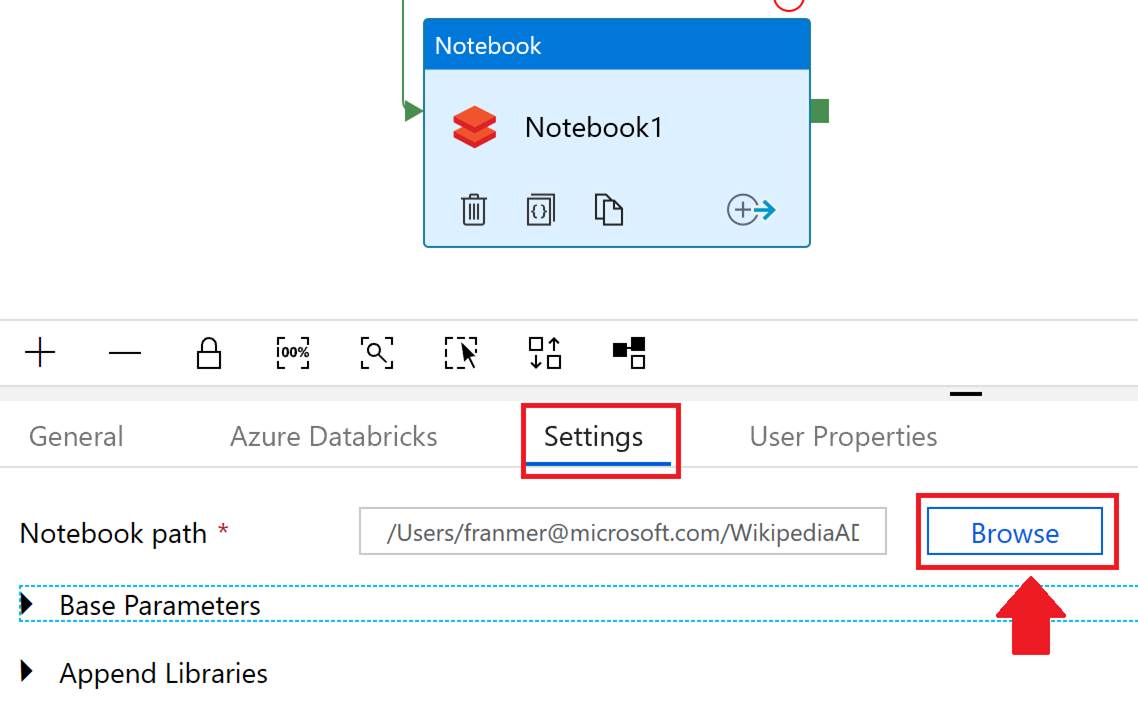 Notebook
Notebook1
{}
100%
General Azure Databricks Settings User Properties
Notebook path * /Users/franmer@microsoft.com/WikipediaAD Browse
Base Parameters
Append Libraries